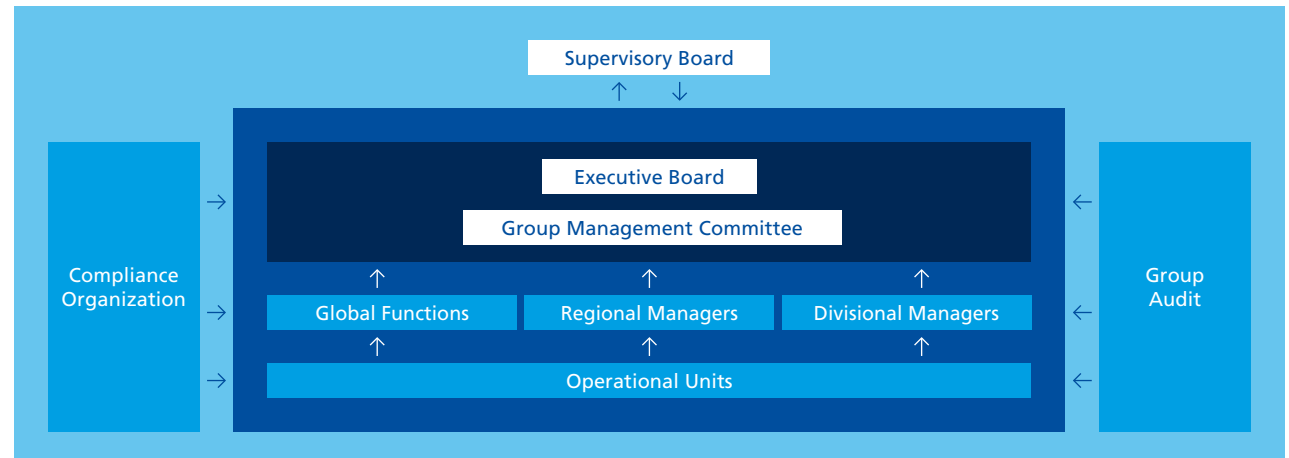 Supervisory Board
Executive Board
Group Management Committee
Compliance
Organization
Group
Audit
Global Functions
Regional Managers
Divisional Managers
Operational Units